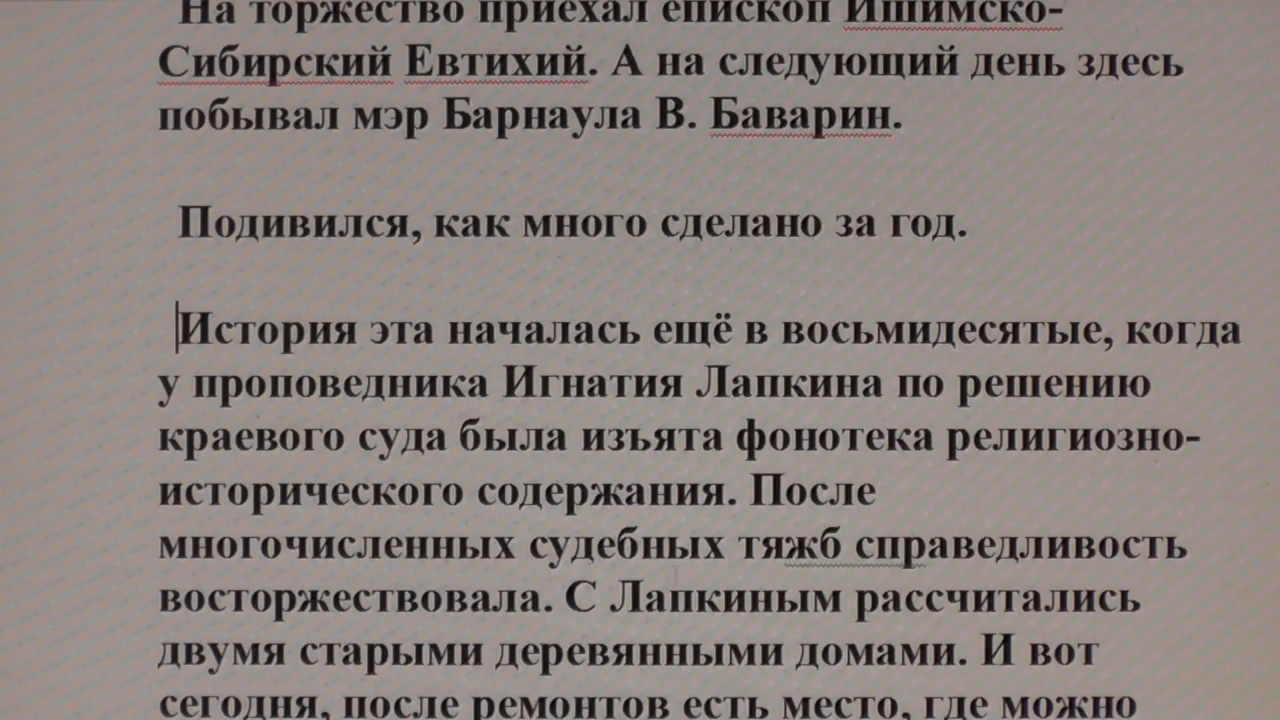 На торжество приехал епископ Ишимско-
Сибирский Евтихий. А на следующий день здесь
побывал мэр Барнаула В. Баварин.
Подивился, как много сделано за год.
История эта началась ещё в восьмидесятые, когда
у проповедника Игнатия Лапкина по решению
краевого суда была изъята фонотека религиозно-
исторического содержания. После
многочисленных судебных тяжб справедливость
восторжествовала. С Лапкиным рассчитались
двумя старыми деревянными домами. И вот
сегодня, после ремонтов есть место, где можно